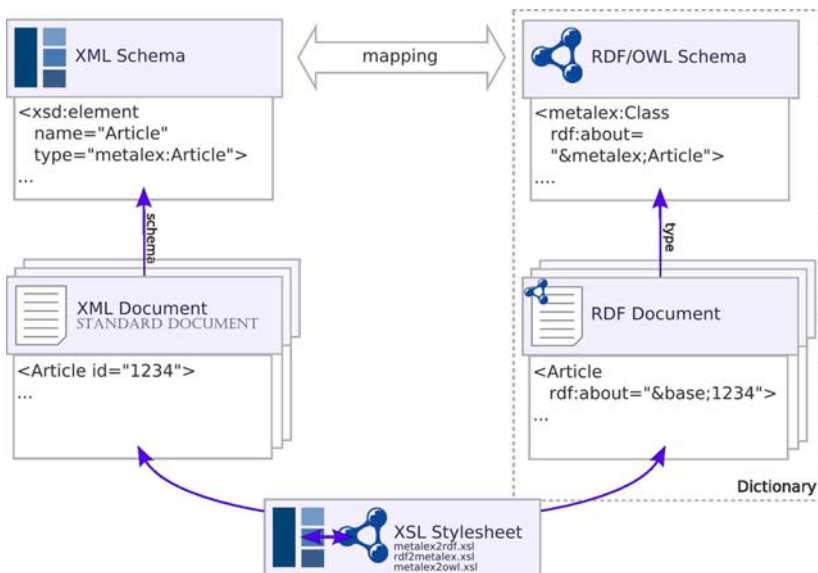 XML Schema
<xsd:element
name="Article"
type="metalex:Article">
...
mapping
RDF/OWL Schema
<metalex:Class
rdf:about=
"&metalex;Article">
....
schema
type
XML Document
STANDARD DOCUMENT
<Article id="1234">
...
RDF Document
<Article
rdf:about="&base;1234">
...
Dictionary
XSL Stylesheet
metalex2rdf.xsl
rdf2metalex.xsl
metalex2owl.xsl